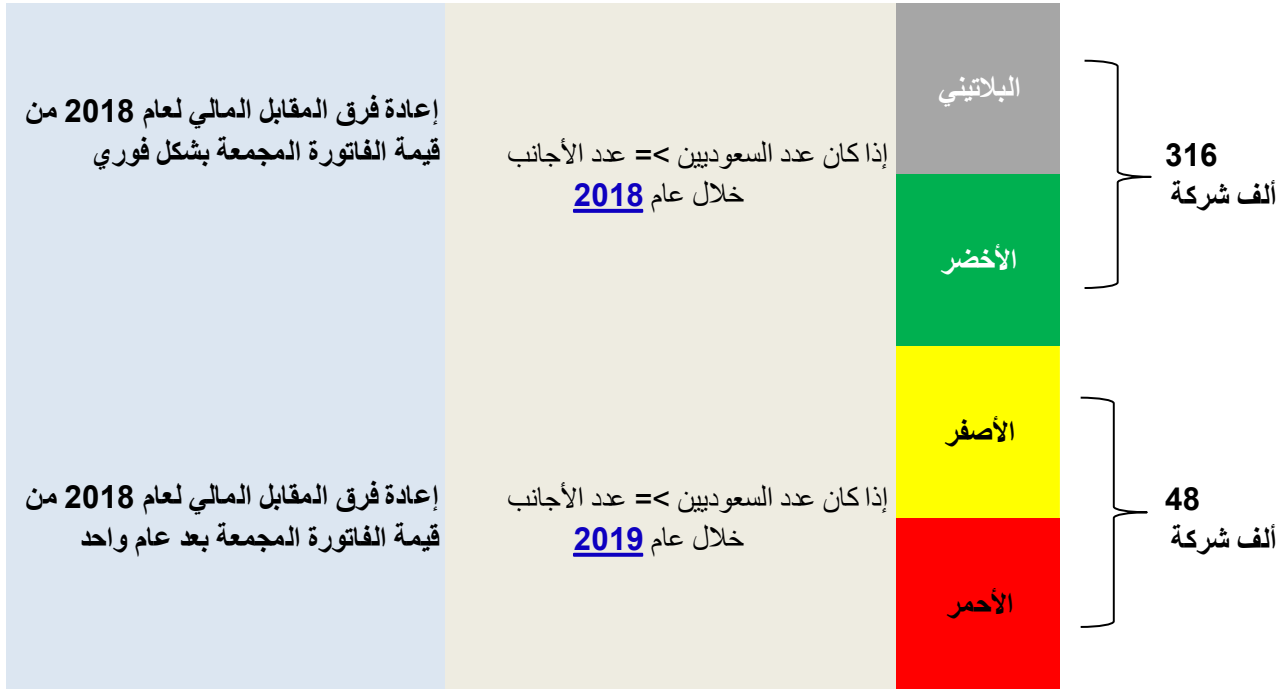 316
ألف شركة
البلاتيني
الأخضر
إذا كان عدد السعوديين >= عدد الأجانب
خلال عام 2018
إعادة فرق المقابل المالي لعام 2018 من
قيمة الفاتورة المجمعة بشكل فوري
48
ألف شركة
الأصفر
الأحمر
إذا كان عدد السعوديين >= عدد الأجانب
خلال عام 2019
إعادة فرق المقابل المالي لعام 2018 من
قيمة الفاتورة المجمعة بعد عام واحد